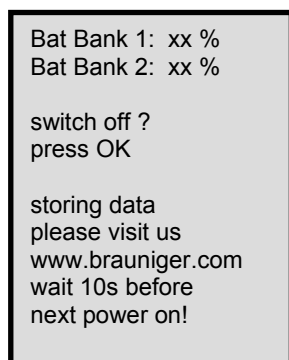 Bat Bank 1: xx %
Bat Bank 2: xx %
switch off ?
press OK
storing data
please visit us
www.brauniger.com
wait 10s before
next power on!